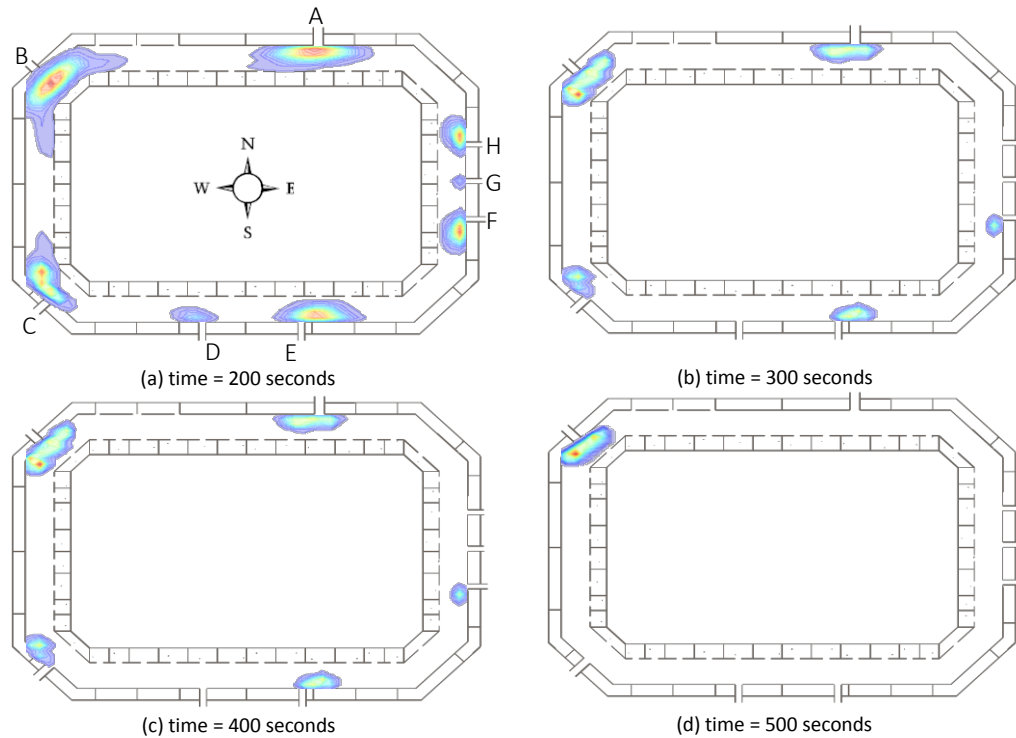 A
B
H
N
W E
G
S
F
C
D E
(a) time = 200 seconds
(b) time = 300 seconds
(c) time = 400 seconds
(d) time = 500 seconds